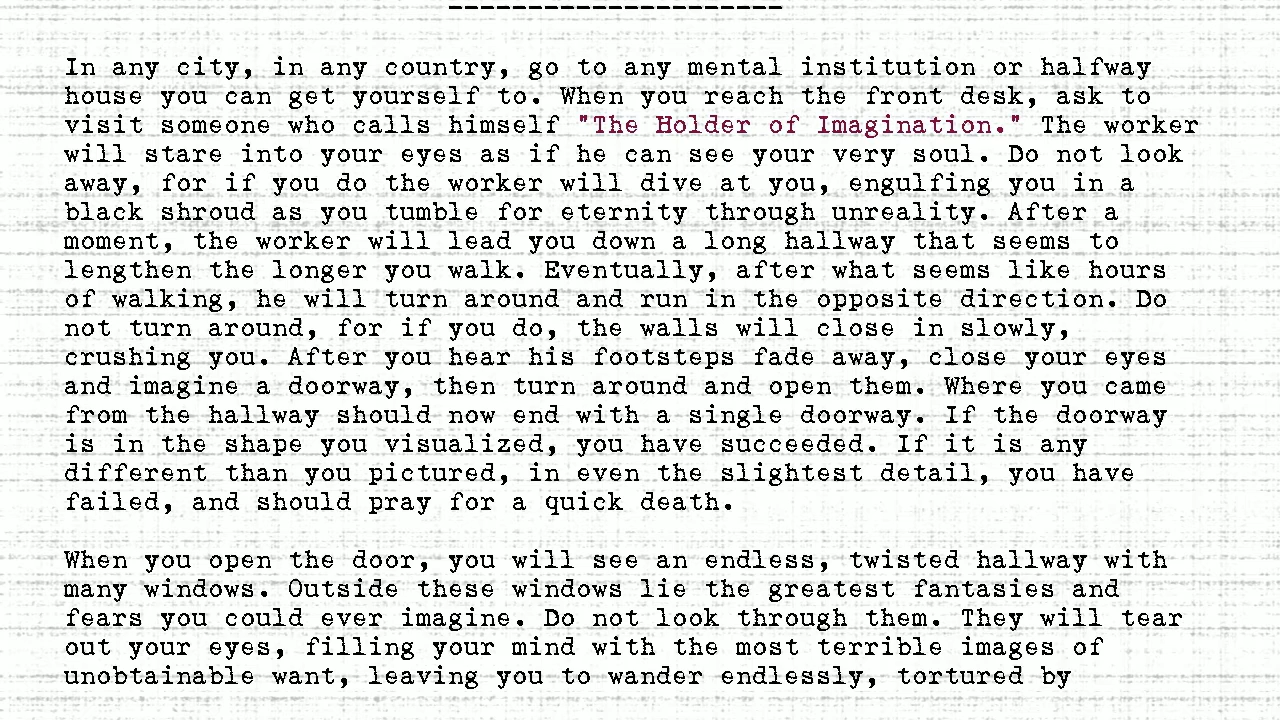 In any city, in any country, go to any mental institution or halfway
house you can get yourself to. When you reach the front desk, ask to
visit someone who calls himself "The Holder of Imagination." The worker
will stare into your eyes as if he can see your very soul. Do not look
away, for if you do the worker will dive at you, engulfing you in a
black shroud as you tumble for eternity through unreality. After a
moment, the worker will lead you down a long hallway that seems to
lengthen the longer you walk. Eventually, after what seems like hours
of walking, he will turn around and run in the opposite direction. Do
not turn around, for if you do, the walls will close in slowly,
crushing you. After you hear his footsteps fade away, close your eyes
and imagine a doorway, then turn around and open them. Where you came
from the hallway should now end with a single doorway. If the doorway
is in the shape you visualized, you have succeeded. If it is any
different than you pictured, in even the slightest detail, you have
failed, and should pray for a quick death.
When you open the door, you will see an endless, twisted hallway with
many windows. Outside these windows lie the greatest fantasies and
fears you could ever imagine. Do not look through them. They will tear
out your eyes, filling your mind with the most terrible images of
unobtainable want, leaving you to wander endlessly, tortured by